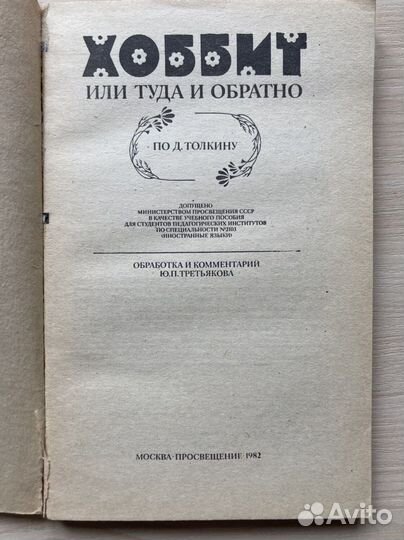 ХОББИТ
ИЛИ ТУДА И ОБРАТНО
ПО Д. ТОЛКИНУ
ДОПУЩЕНО
МИНИСТЕРСТВОМ ПРОСВЕЩЕНИЯ СССР
В КАЧЕСТВЕ УЧЕБНОГО ПОСОБИЯ
ДЛЯ СТУДЕНТОВ ПЕДАГОГИЧЕСКИХ ИНСТИТУТОВ
ПО СПЕЦИАЛЬНОСТИ №2103
«ИНОСТРАННЫЕ ЯЗЫКИ»
ОБРАБОТКА И КОММЕНТАРИЙ
Ю.П.ТРЕТЬЯКОВА
МОСКВА·ПРОСВЕЩЕНИЕ·1982
Avito